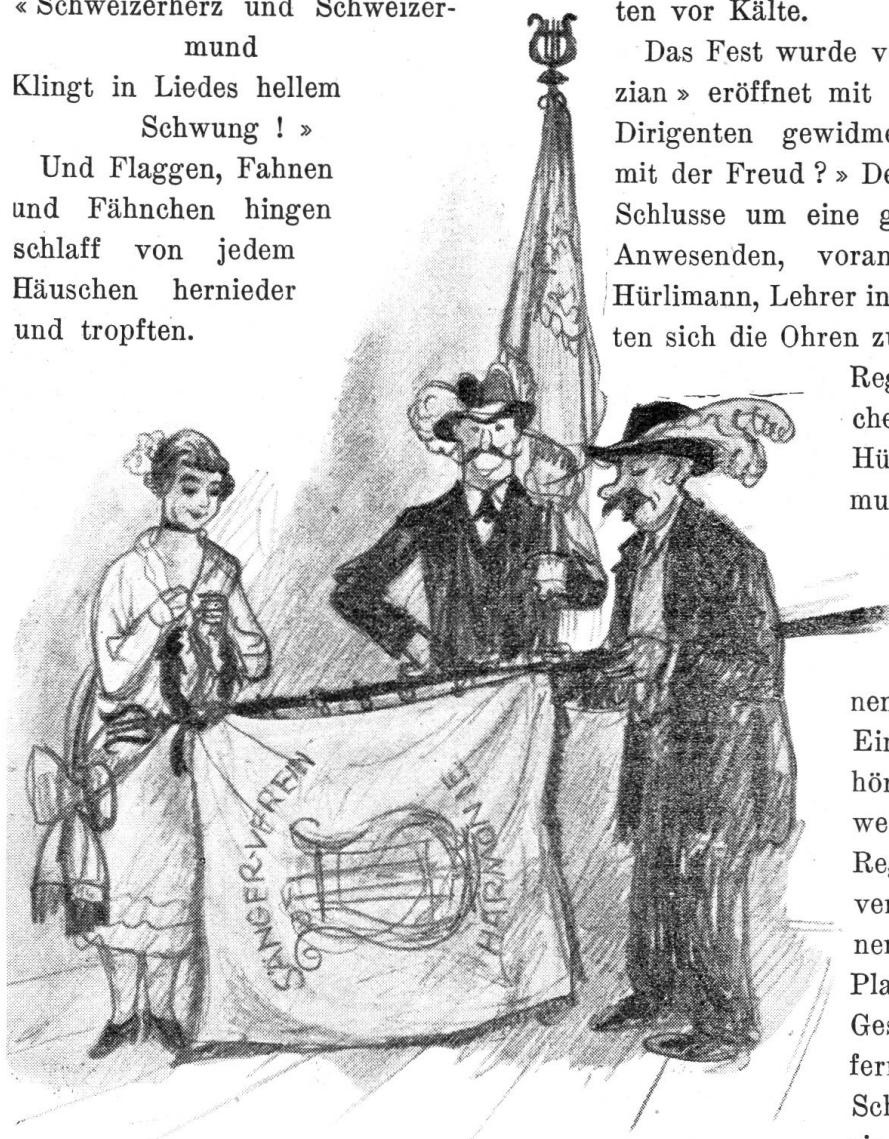 « Schweizerherz und Schweizer-
mund
Klingt in Liedes hellem
Schwung ! »
Und Flaggen, Fahnen
und Fähnchen hingen
schlaff von jedem
Häuschen hernieder
und tropften.
SÄNGER-VEREIN
HARMONIE
ten vor Kälte.
Das Fest wurde v
zian » eröffnet mit
Dirigenten gewidme
mit der Freud ? » De
Schlusse um eine g
Anwesenden, voran
Hürlimann, Lehrer in
ten sich die Ohren zu
Reg
che
Hü
mu
ner
Ein
hör
we
Reg
ver
ner
Pla
Ges
fern
Sch